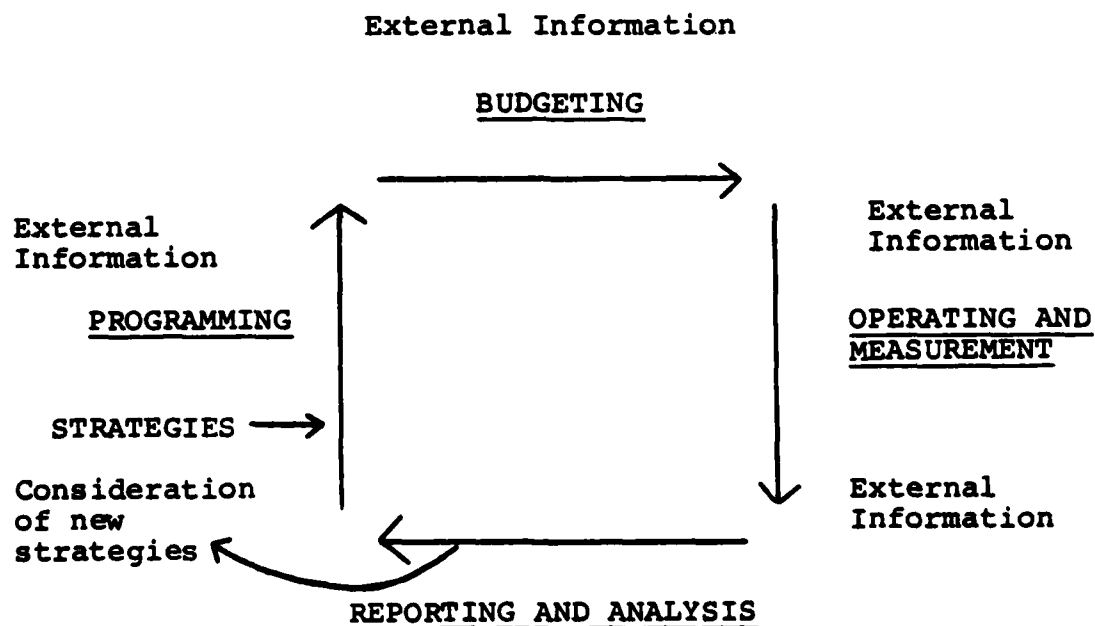 External Information
BUDGETING
External
Information
External
Information
PROGRAMMING
OPERATING AND
MEASUREMENT
STRATEGIES
Consideration
of new
strategies
External
Information
REPORTING AND ANALYSIS